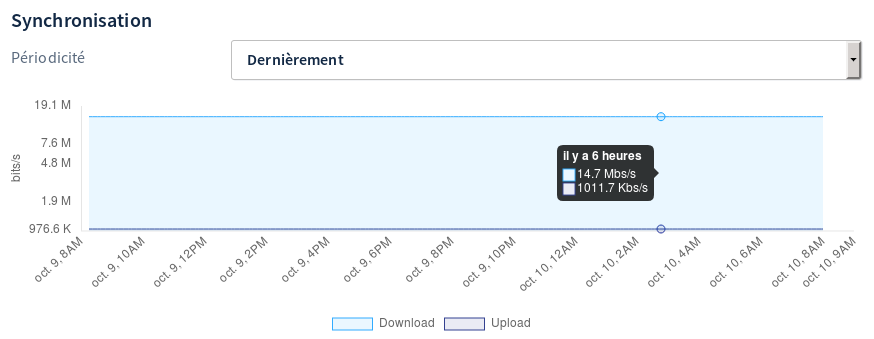 Synchronisation
Périodicité
Dernièrement
19.1 M
7.6 M
4.8 M
1.9 M
976.6 K
bits/s
il y a 6 heures
14.7 Mbs/s
1011.7 Kbs/s
oct. 9, 8AM
oct. 9, 10AM
oct. 9, 12PM
oct. 9, 2PM
oct. 9, 4PM
oct. 9, 6PM
oct. 9, 8PM
oct. 9, 10PM
oct. 10, 12AM
oct. 10, 2AM
oct. 10, 4AM
oct. 10, 6AM
oct. 10, 8AM
oct. 10, 9AM
Download
Upload